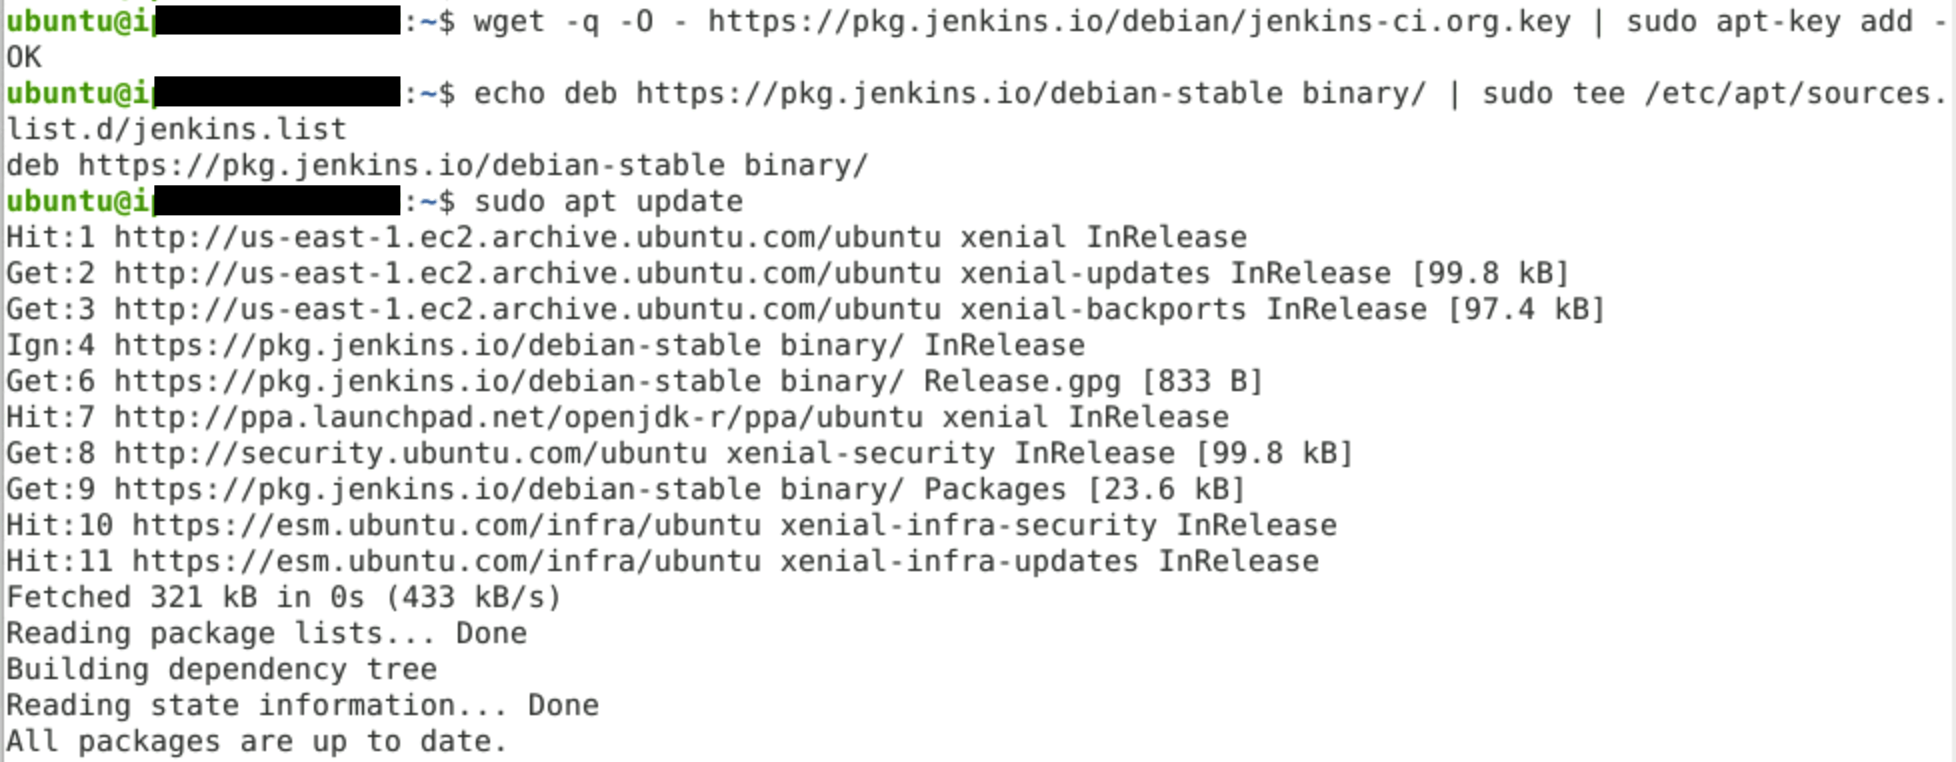 ubuntu@i :~$ wget -q -O - https://pkg.jenkins.io/debian/jenkins-ci.org.key | sudo apt-key add -
OK
ubuntu@i :~$ echo deb https://pkg.jenkins.io/debian-stable binary/ | sudo tee /etc/apt/sources.
list.d/jenkins.list
deb https://pkg.jenkins.io/debian-stable binary/
ubuntu@i :~$ sudo apt update
Hit:1 http://us-east-1.ec2.archive.ubuntu.com/ubuntu xenial InRelease
Get:2 http://us-east-1.ec2.archive.ubuntu.com/ubuntu xenial-updates InRelease [99.8 kB]
Get:3 http://us-east-1.ec2.archive.ubuntu.com/ubuntu xenial-backports InRelease [97.4 kB]
Ign:4 https://pkg.jenkins.io/debian-stable binary/ InRelease
Get:6 https://pkg.jenkins.io/debian-stable binary/ Release.gpg [833 B]
Hit:7 http://ppa.launchpad.net/openjdk-r/ppa/ubuntu xenial InRelease
Get:8 http://security.ubuntu.com/ubuntu xenial-security InRelease [99.8 kB]
Get:9 https://pkg.jenkins.io/debian-stable binary/ Packages [23.6 kB]
Hit:10 https://esm.ubuntu.com/infra/ubuntu xenial-infra-security InRelease
Hit:11 https://esm.ubuntu.com/infra/ubuntu xenial-infra-updates InRelease
Fetched 321 kB in 0s (433 kB/s)
Reading package lists... Done
Building dependency tree
Reading state information... Done
All packages are up to date.